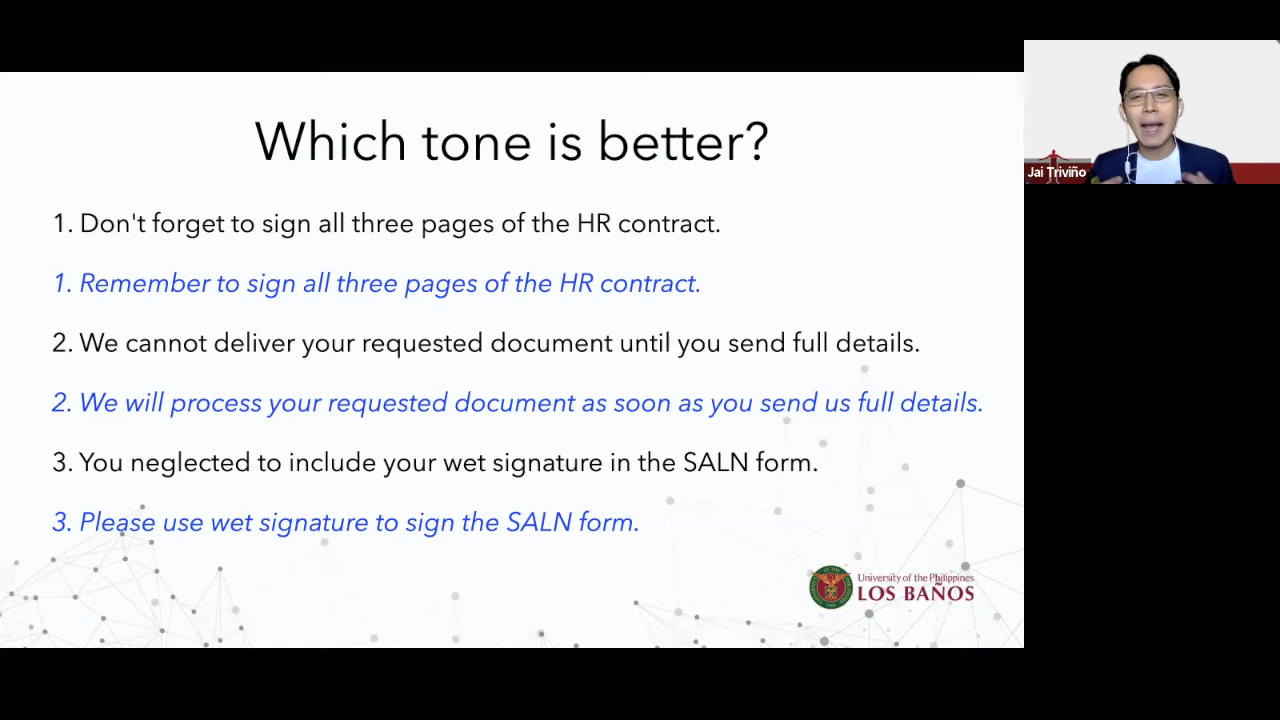 Which tone is better?
1. Don't forget to sign all three pages of the HR contract.
1. Remember to sign all three pages of the HR contract.
2. We cannot deliver your requested document until you send full details.
2. We will process your requested document as soon as you send us full details.
3. You neglected to include your wet signature in the SALN form.
3. Please use wet signature to sign the SALN form.
University of the Philippines
LOS BAÑOS
Jai Triviño